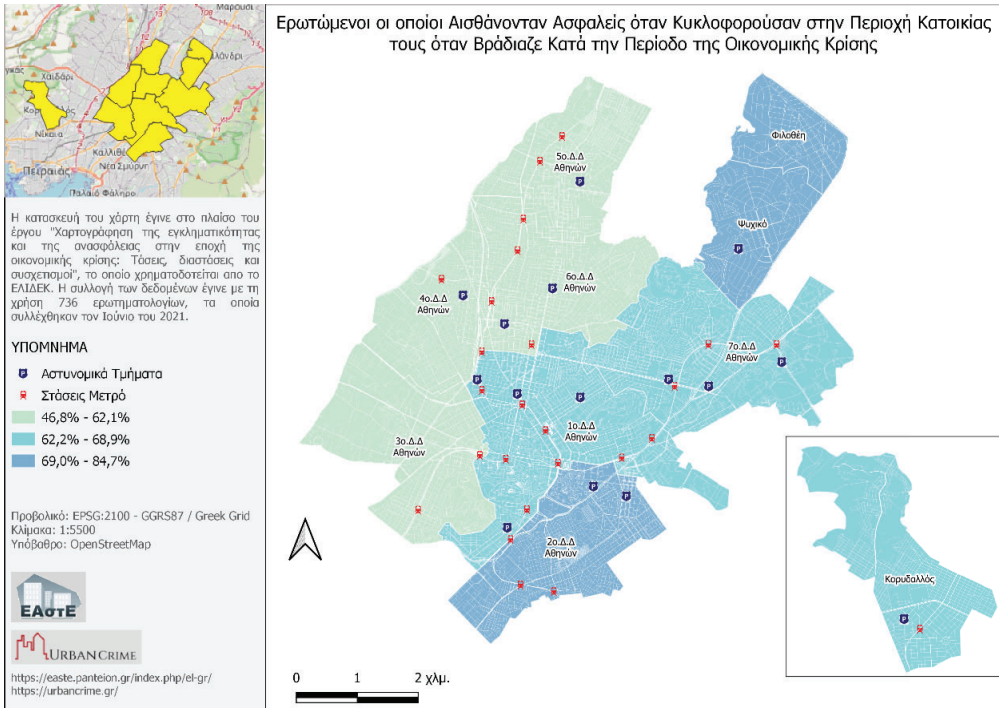 Ερωτώμενοι οι οποίοι Αισθάνονταν Ασφαλείς όταν Κυκλοφορούσαν στην Περιοχή Κατοικίας
τους όταν Βράδιαζε Κατά την Περίοδο της Οικονομικής Κρίσης
Μαρούσι
Χαϊδάρι
Νίκαια
Καλλιθέ
Νέα Σμύρνη
Πειραιάς
Παλαιό Φάληρο
Η κατασκευή του χάρτη έγινε στο πλαίσο του
έργου "Χαρτογράφηση της εγκληματικότητας
και της ανασφάλειας στην εποχή της
οικονομικής κρίσης: Τάσεις, διαστάσεις και
συσχετισμοί", το οποίο χρηματοδοτείται απο το
ΕΛΙΔΕΚ. Η συλλογή των δεδομένων έγινε με τη
χρήση 736 ερωτηματολογίων, τα οποία
συλλέχθηκαν τον Ιούνιο του 2021.
ΥΠΟΜΝΗΜΑ
Αστυνομικά Τμήματα
Στάσεις Μετρό
46,8% - 62,1%
62,2% - 68,9%
69,0% - 84,7%
Προβολικό: EPSG:2100 - GGRS87 / Greek Grid
Κλίμακα: 1:5500
Υπόβαθρο: OpenStreetMap
ΕΑστΕ
URBANCRIME
https://easte.panteion.gr/index.php/el-gr/
https://urbancrime.gr/
Φιλοθέη
5ο.Δ.Δ
Αθηνών
Ψυχικό
6ο.Δ.Δ
Αθηνών
4ο.Δ.Δ
Αθηνών
7ο.Δ.Δ
Αθηνών
1ο.Δ.Δ
Αθηνών
3ο.Δ.Δ
Αθηνών
2ο.Δ.Δ
Αθηνών
Κορυδαλλός
0 1 2 χλμ.